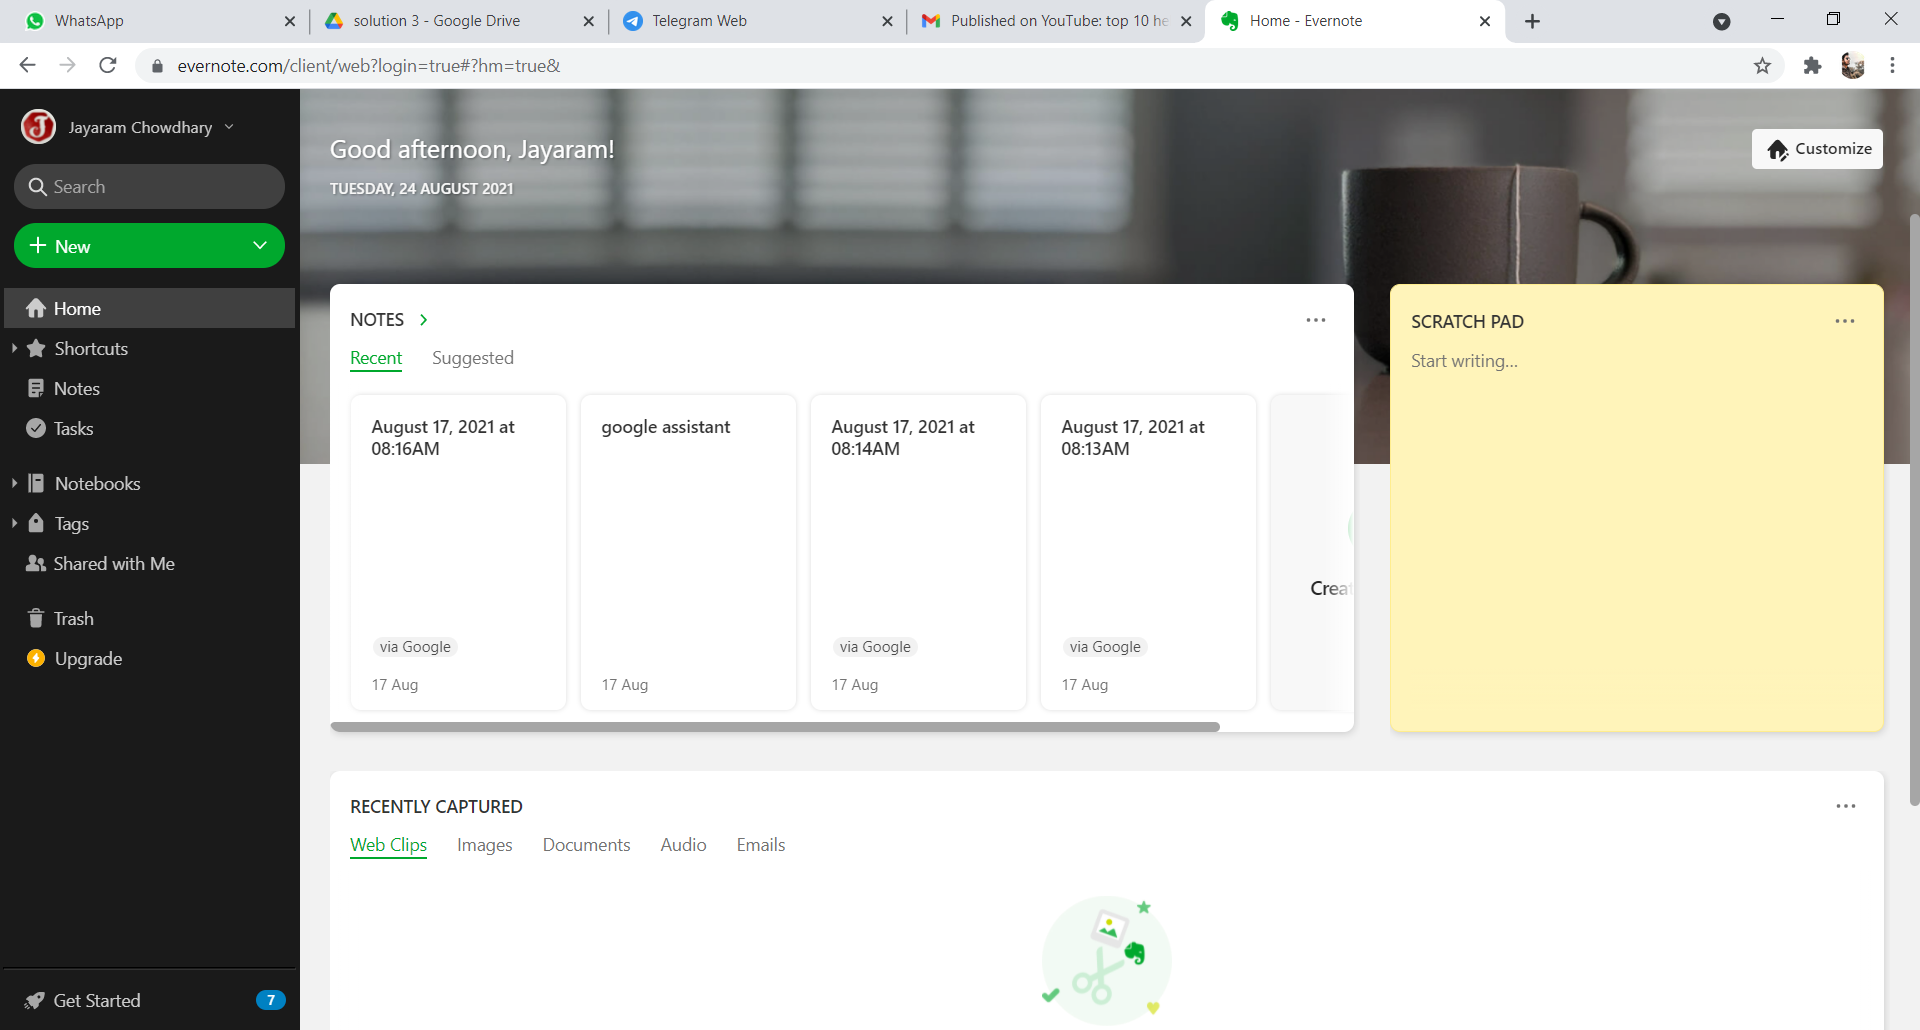 WhatsApp
solution 3 - Google Drive
Telegram Web
Published on YouTube: top 10 he
Home - Evernote
evernote.com/client/web?login=true#?hm=true&
Jayaram Chowdhary
Search
New
Home
Shortcuts
Notes
Tasks
Notebooks
Tags
Shared with Me
Trash
Upgrade
Get Started
7
Good afternoon, Jayaram!
TUESDAY, 24 AUGUST 2021
Customize
NOTES
Recent Suggested
August 17, 2021 at
08:16AM
via Google
17 Aug
google assistant
17 Aug
August 17, 2021 at
08:14AM
via Google
17 Aug
August 17, 2021 at
08:13AM
via Google
17 Aug
Crea
SCRATCH PAD
Start writing...
RECENTLY CAPTURED
Web Clips Images Documents Audio Emails